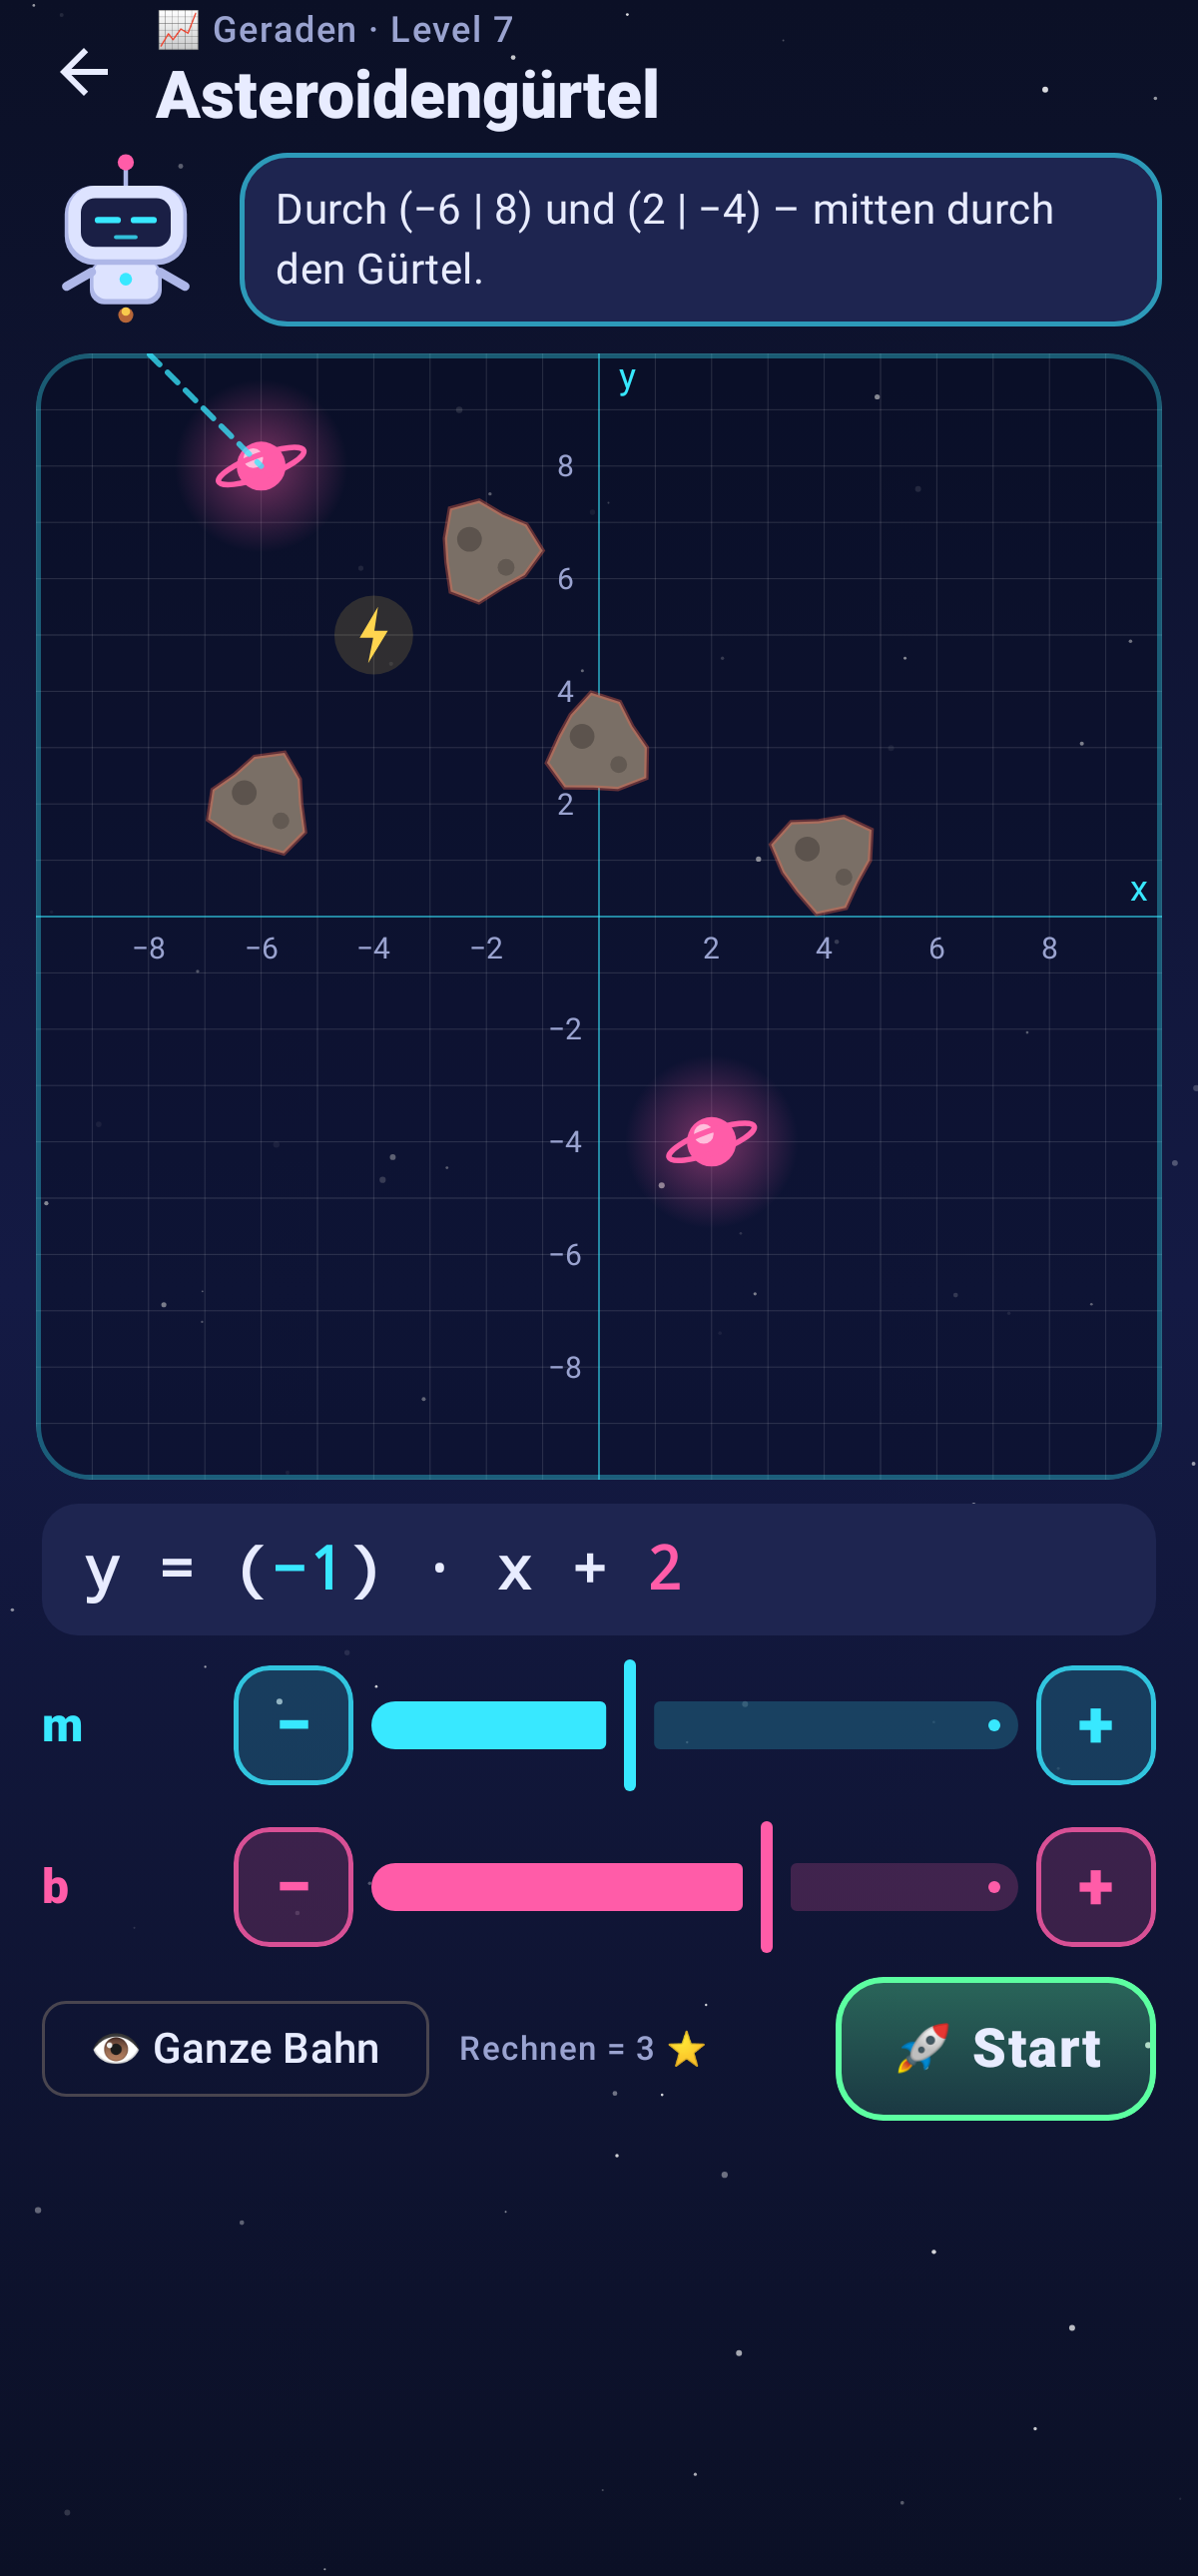 📈 Geraden · Level 7
Asteroidengürtel
Durch (−6 | 8) und (2 | −4) – mitten durch
den Gürtel.
y
8
6
4
2
x
−8 −6 −4 −2 2 4 6 8
−2
−4
−6
−8
y = (−1) · x + 2
m − +
b − +
👁️ Ganze Bahn Rechnen = 3 ⭐ 🚀 Start